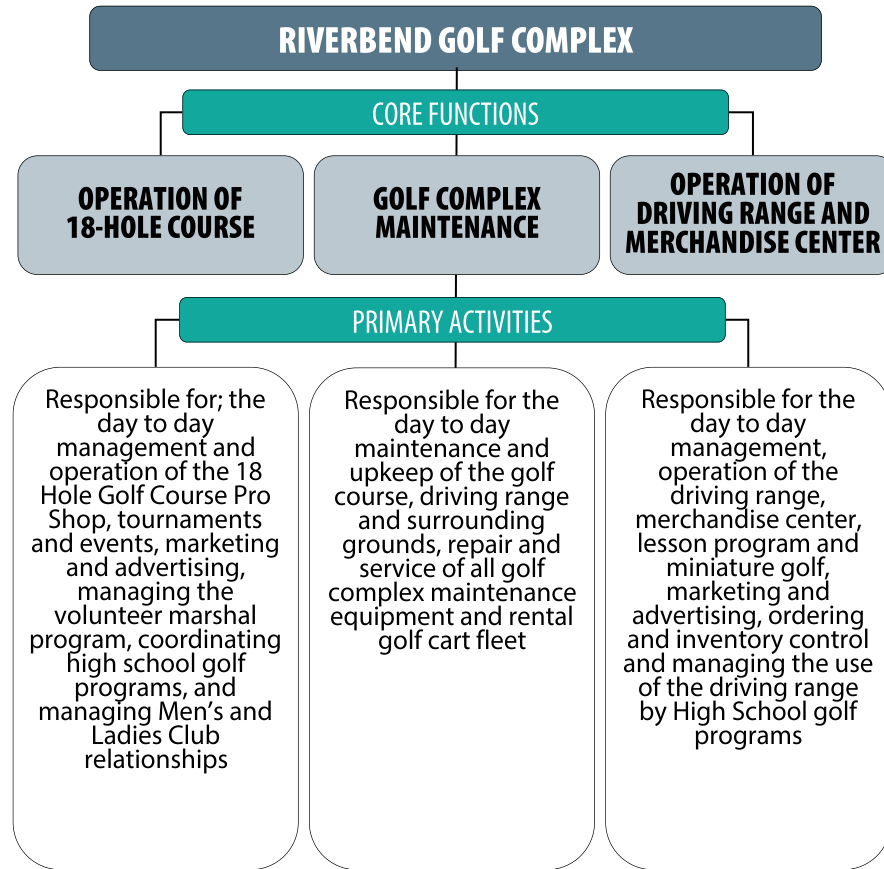 RIVERBEND GOLF COMPLEX
CORE FUNCTIONS
OPERATION OF
18-HOLE COURSE
GOLF COMPLEX
MAINTENANCE
OPERATION OF
DRIVING RANGE AND
MERCHANDISE CENTER
PRIMARY ACTIVITIES
Responsible for; the
day to day
management and
operation of the 18
Hole Golf Course Pro
Shop, tournaments
and events, marketing
and advertising,
managing the
volunteer marshal
program, coordinating
high school golf
programs, and
managing Men’s and
Ladies Club
relationships
Responsible for the
day to day
maintenance and
upkeep of the golf
course, driving range
and surrounding
grounds, repair and
service of all golf
complex maintenance
equipment and rental
golf cart fleet
Responsible for the
day to day
management,
operation of the
driving range,
merchandise center,
lesson program and
miniature golf,
marketing and
advertising, ordering
and inventory control
and managing the use
of the driving range
by High School golf
programs